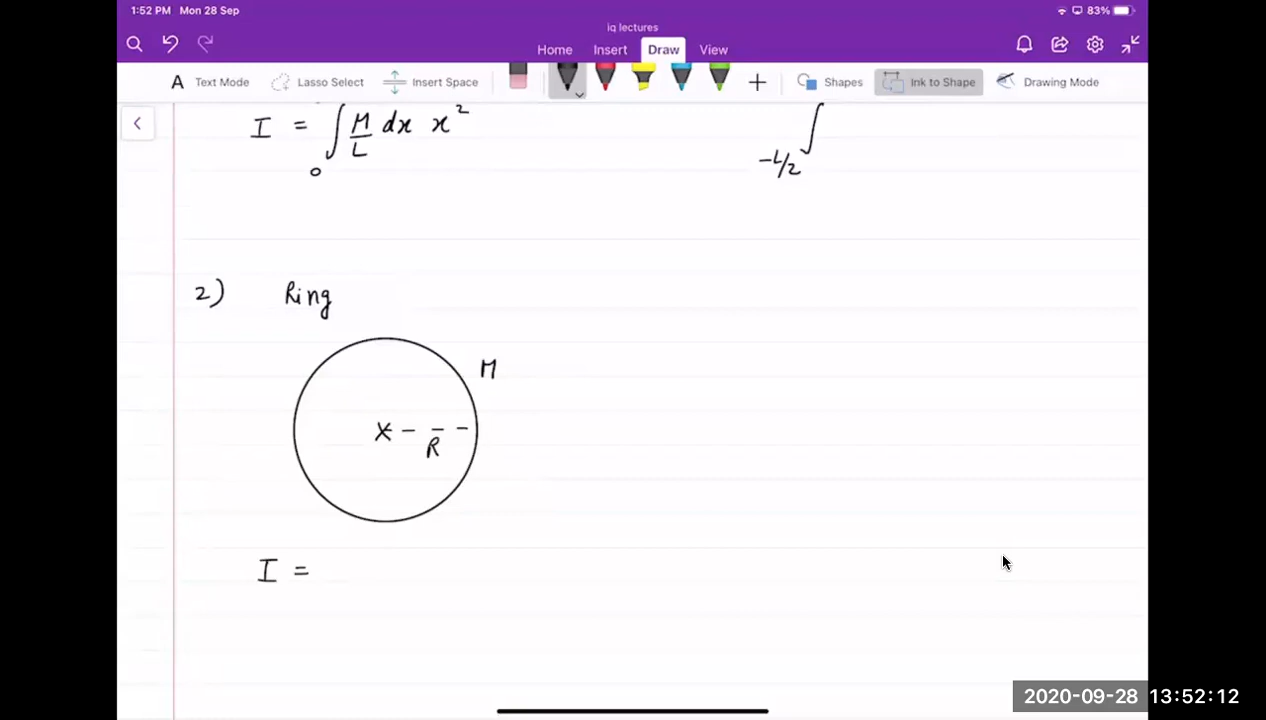 1:52 PM Mon 28 Sep
83%
iq lectures
Home Insert Draw View
A Text Mode Lasso Select Insert Space Shapes Ink to Shape Drawing Mode
I = ∫ M/L dx x²
0
∫
-L/2
2) Ring
M
X
R
I =
2020-09-28 13:52:12